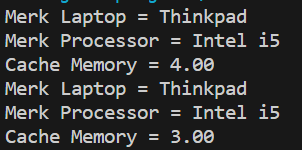 Merk Laptop = Thinkpad
Merk Processor = Intel i5
Cache Memory = 4.00
Merk Laptop = Thinkpad
Merk Processor = Intel i5
Cache Memory = 3.00